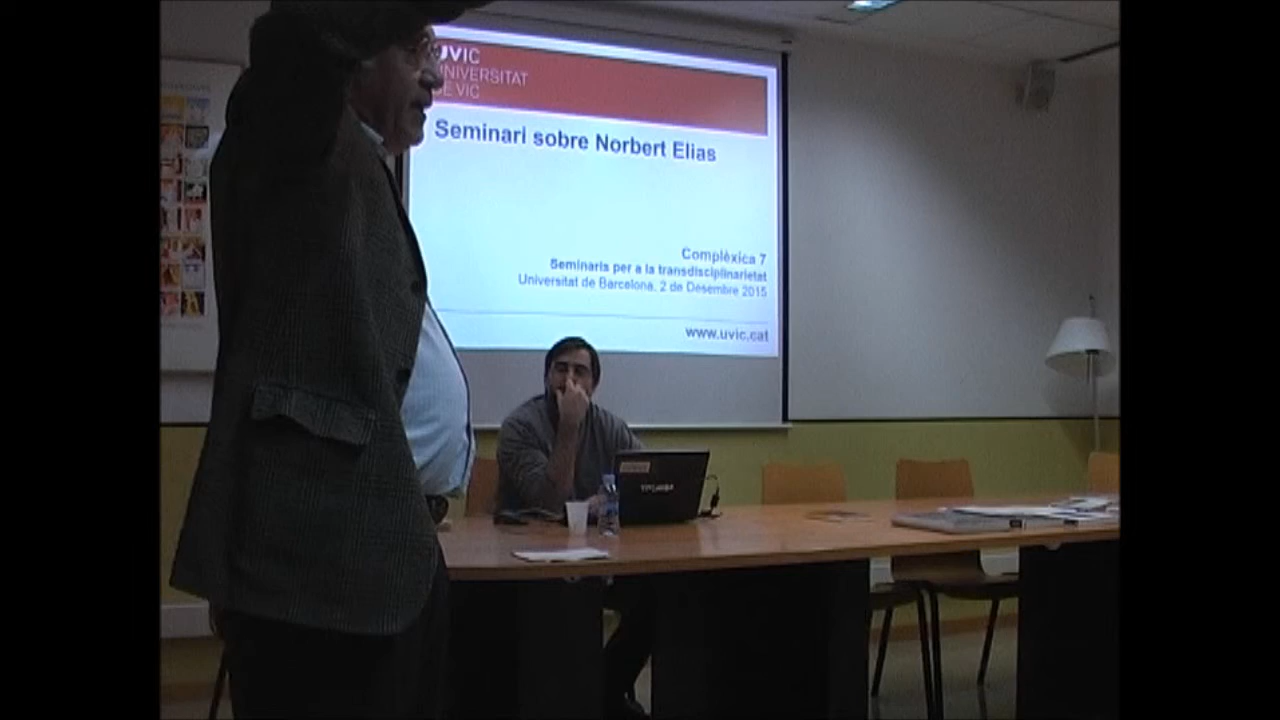 UVIC
UNIVERSITAT
DE VIC
Seminari sobre Norbert Elias
Complèxica 7
Seminaris per a la transdisciplinarietat
Universitat de Barcelona, 2 de Desembre 2015
www.uvic.cat